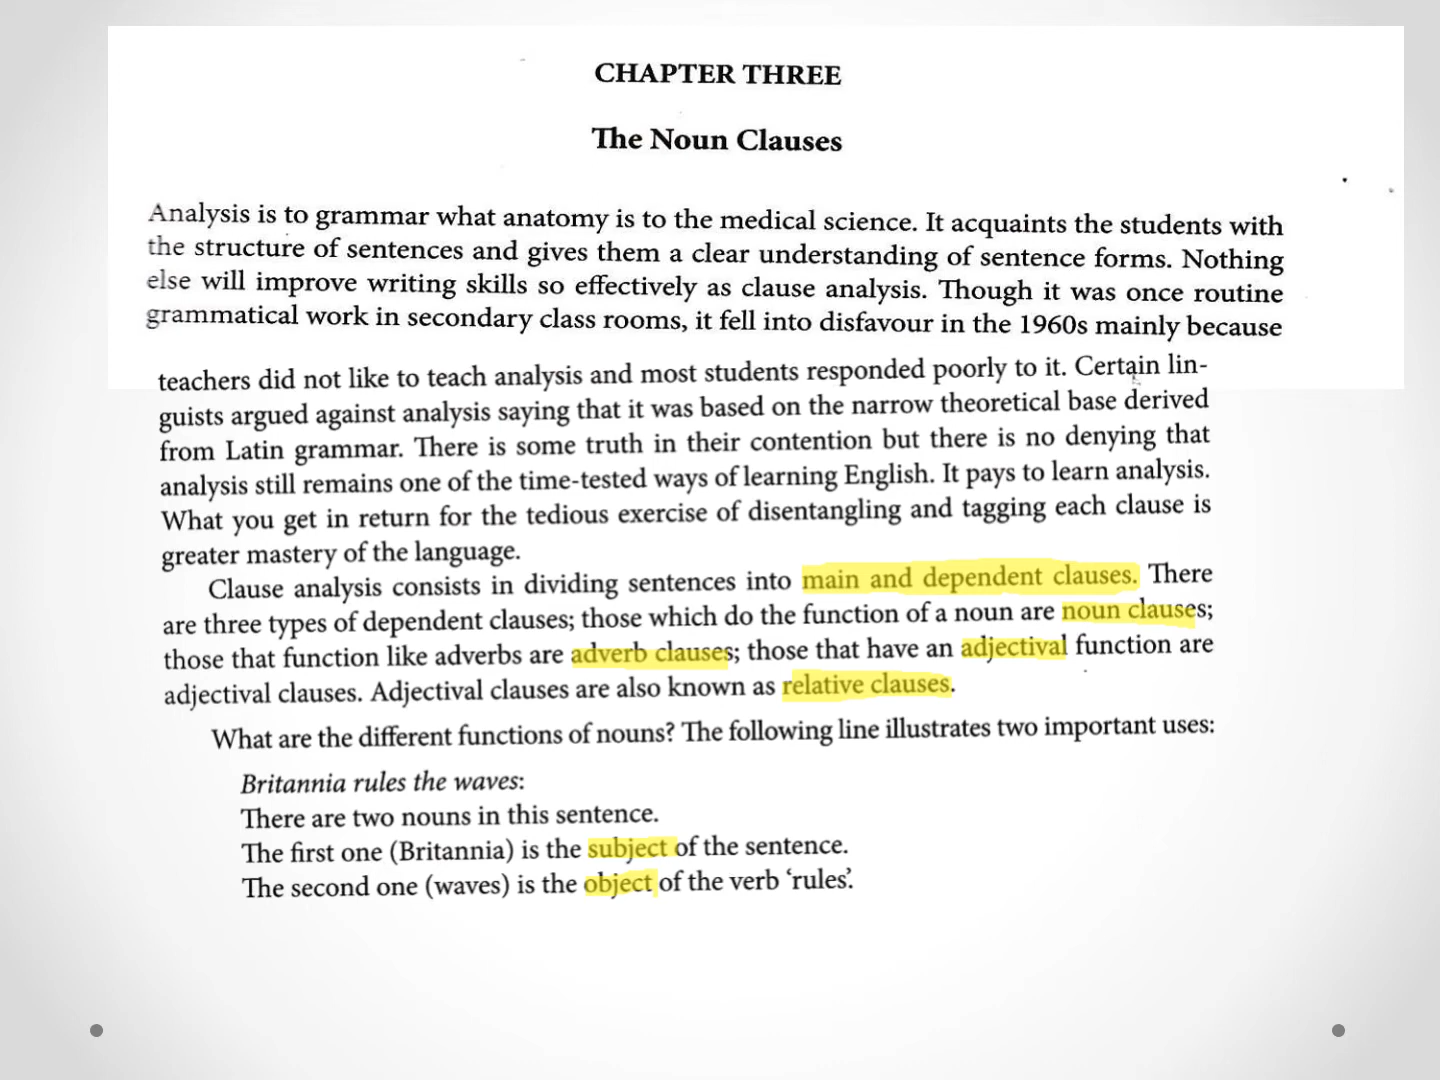 CHAPTER THREE
The Noun Clauses
Analysis is to grammar what anatomy is to the medical science. It acquaints the students with
the structure of sentences and gives them a clear understanding of sentence forms. Nothing
else will improve writing skills so effectively as clause analysis. Though it was once routine
grammatical work in secondary class rooms, it fell into disfavour in the 1960s mainly because
teachers did not like to teach analysis and most students responded poorly to it. Certain lin-
guists argued against analysis saying that it was based on the narrow theoretical base derived
from Latin grammar. There is some truth in their contention but there is no denying that
analysis still remains one of the time-tested ways of learning English. It pays to learn analysis.
What you get in return for the tedious exercise of disentangling and tagging each clause is
greater mastery of the language.
Clause analysis consists in dividing sentences into main and dependent clauses. There
are three types of dependent clauses; those which do the function of a noun are noun clauses;
those that function like adverbs are adverb clauses; those that have an adjectival function are
adjectival clauses. Adjectival clauses are also known as relative clauses.
What are the different functions of nouns? The following line illustrates two important uses:
Britannia rules the waves:
There are two nouns in this sentence.
The first one (Britannia) is the subject of the sentence.
The second one (waves) is the object of the verb ‘rules’.